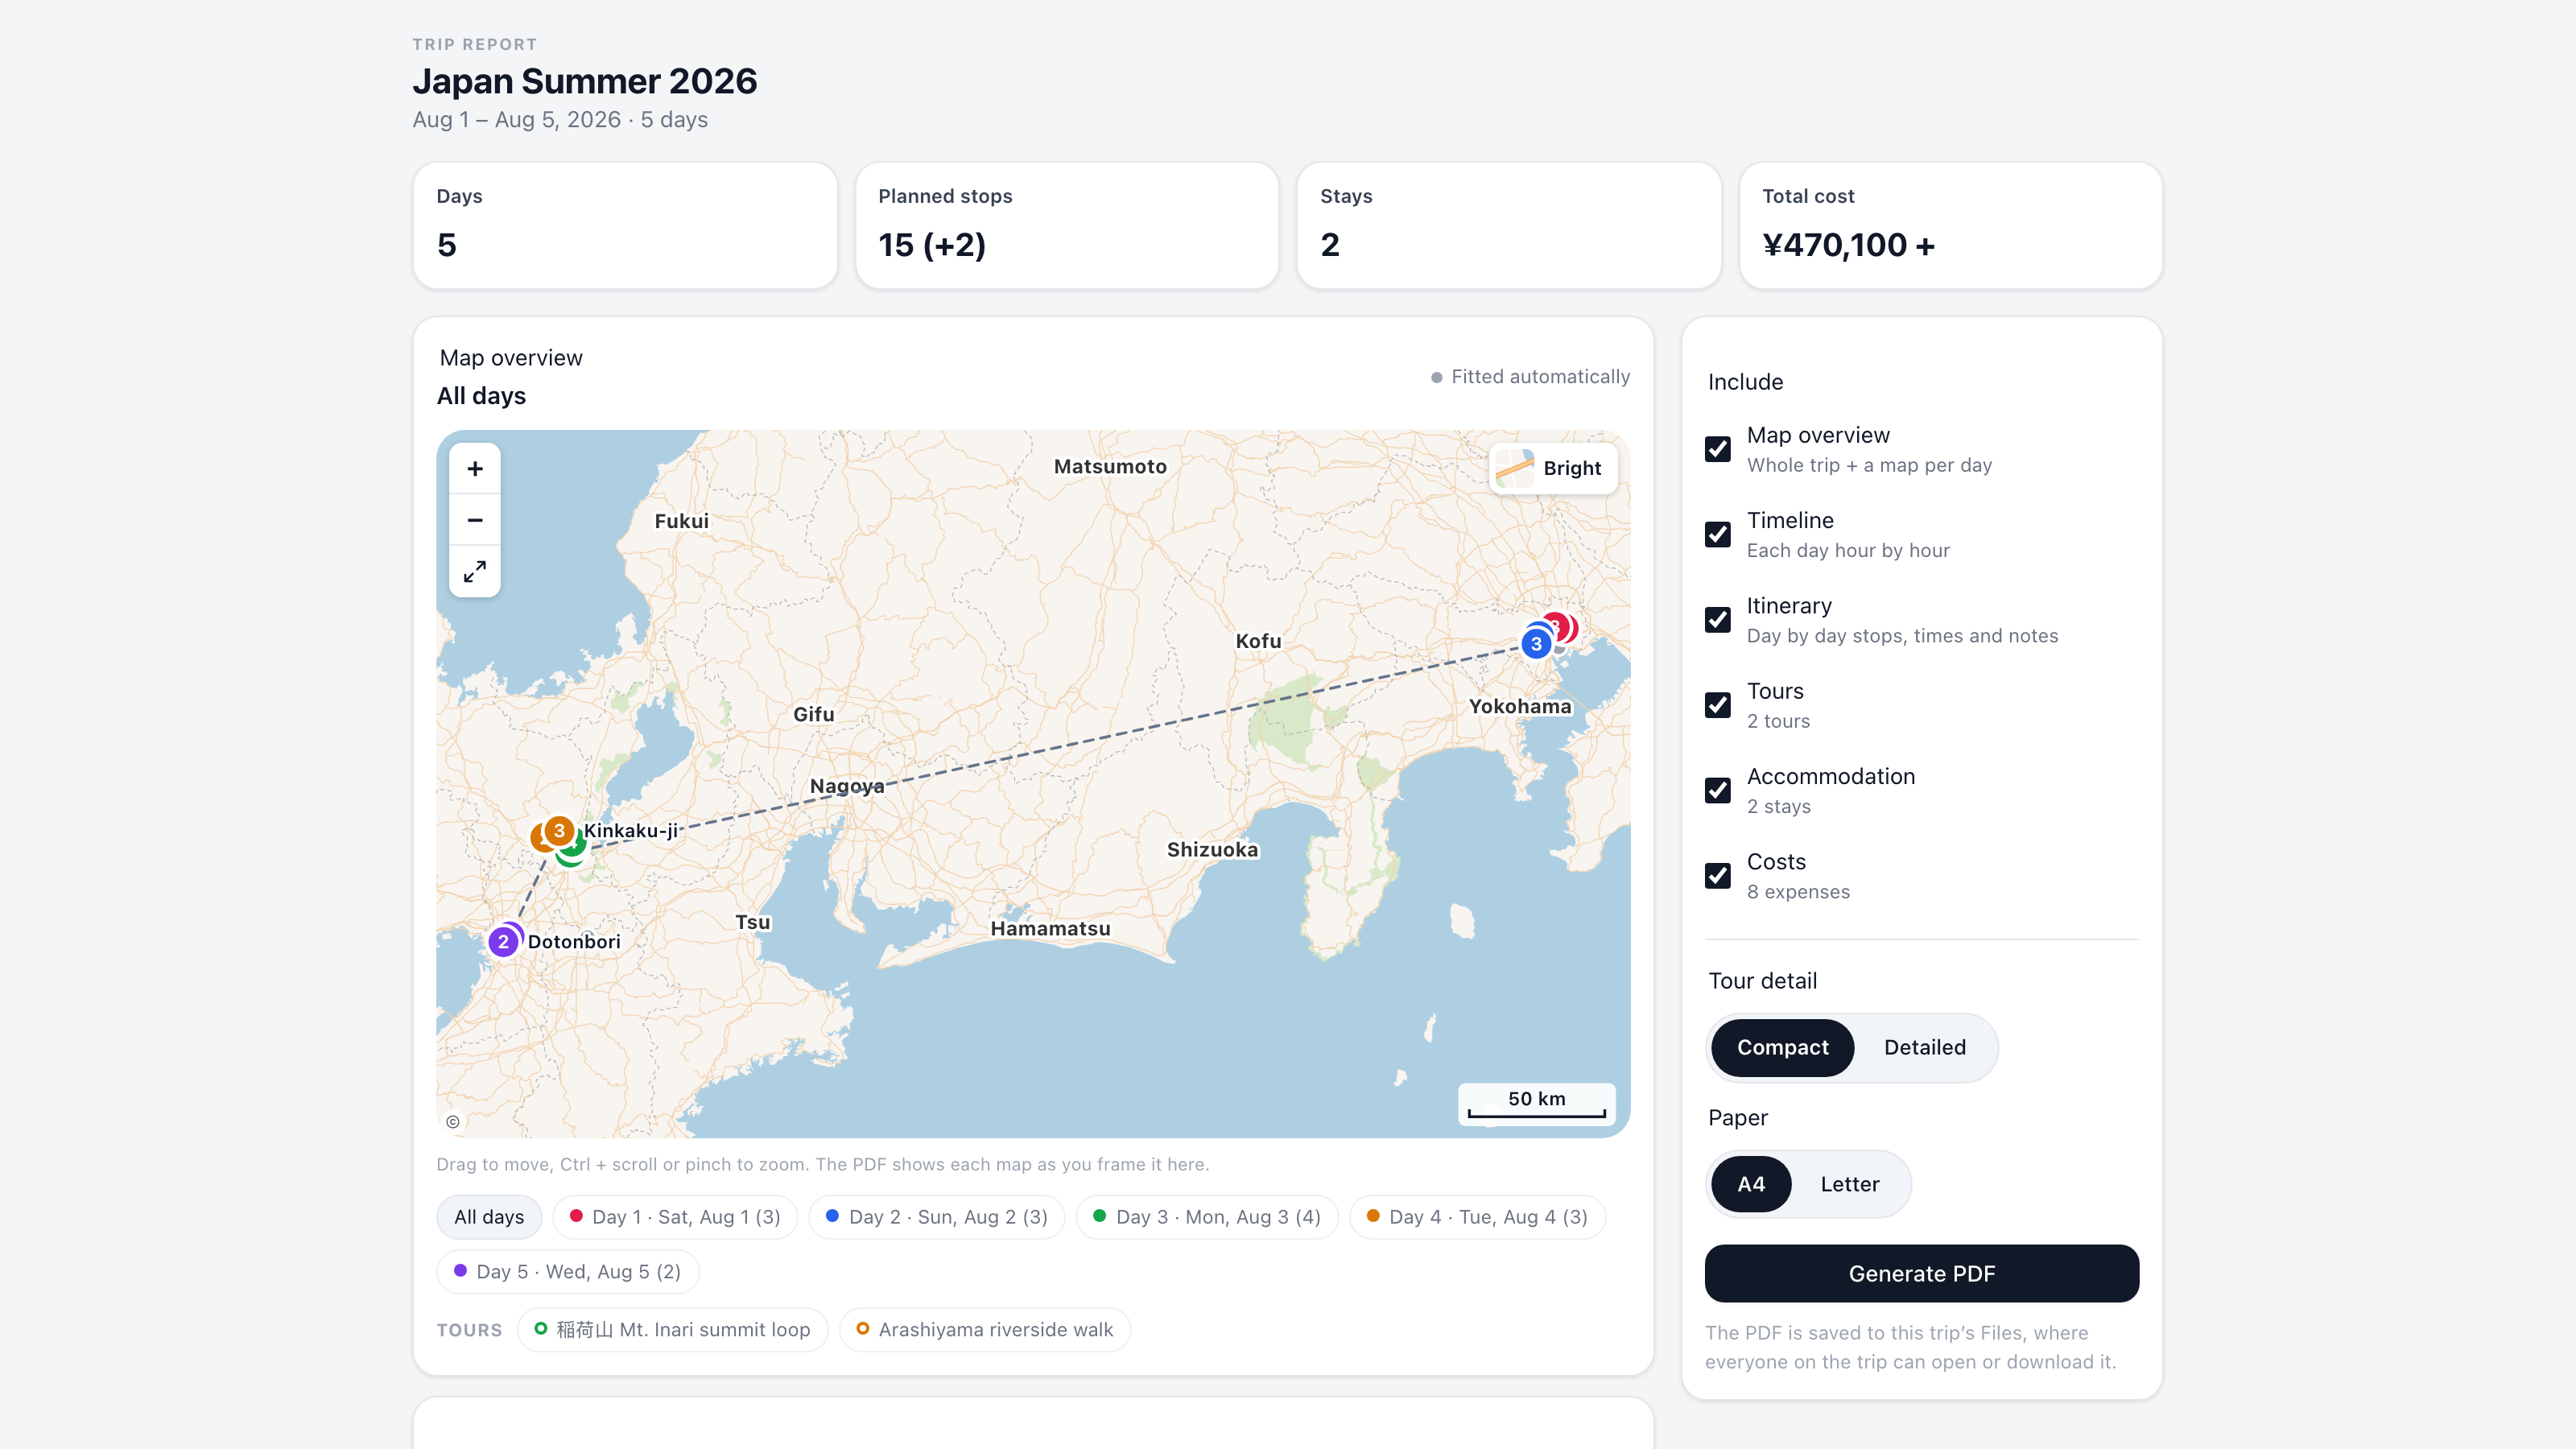 TRIP REPORT
Japan Summer 2026
Aug 1 – Aug 5, 2026 · 5 days
Days
5
Planned stops
15 (+2)
Stays
2
Total cost
¥470,100 +
Map overview
All days
Fitted automatically
+
−
Bright
Matsumoto
Fukui
Kofu
3
Yokohama
Gifu
Nagoya
3
Kinkaku-ji
Shizuoka
Tsu
Hamamatsu
2
Dotonbori
50 km
©
Drag to move, Ctrl + scroll or pinch to zoom. The PDF shows each map as you frame it here.
All days
Day 1 · Sat, Aug 1 (3)
Day 2 · Sun, Aug 2 (3)
Day 3 · Mon, Aug 3 (4)
Day 4 · Tue, Aug 4 (3)
Day 5 · Wed, Aug 5 (2)
TOURS
稲荷山 Mt. Inari summit loop
Arashiyama riverside walk
Include
Map overview
Whole trip + a map per day
Timeline
Each day hour by hour
Itinerary
Day by day stops, times and notes
Tours
2 tours
Accommodation
2 stays
Costs
8 expenses
Tour detail
Compact
Detailed
Paper
A4
Letter
Generate PDF
The PDF is saved to this trip’s Files, where
everyone on the trip can open or download it.